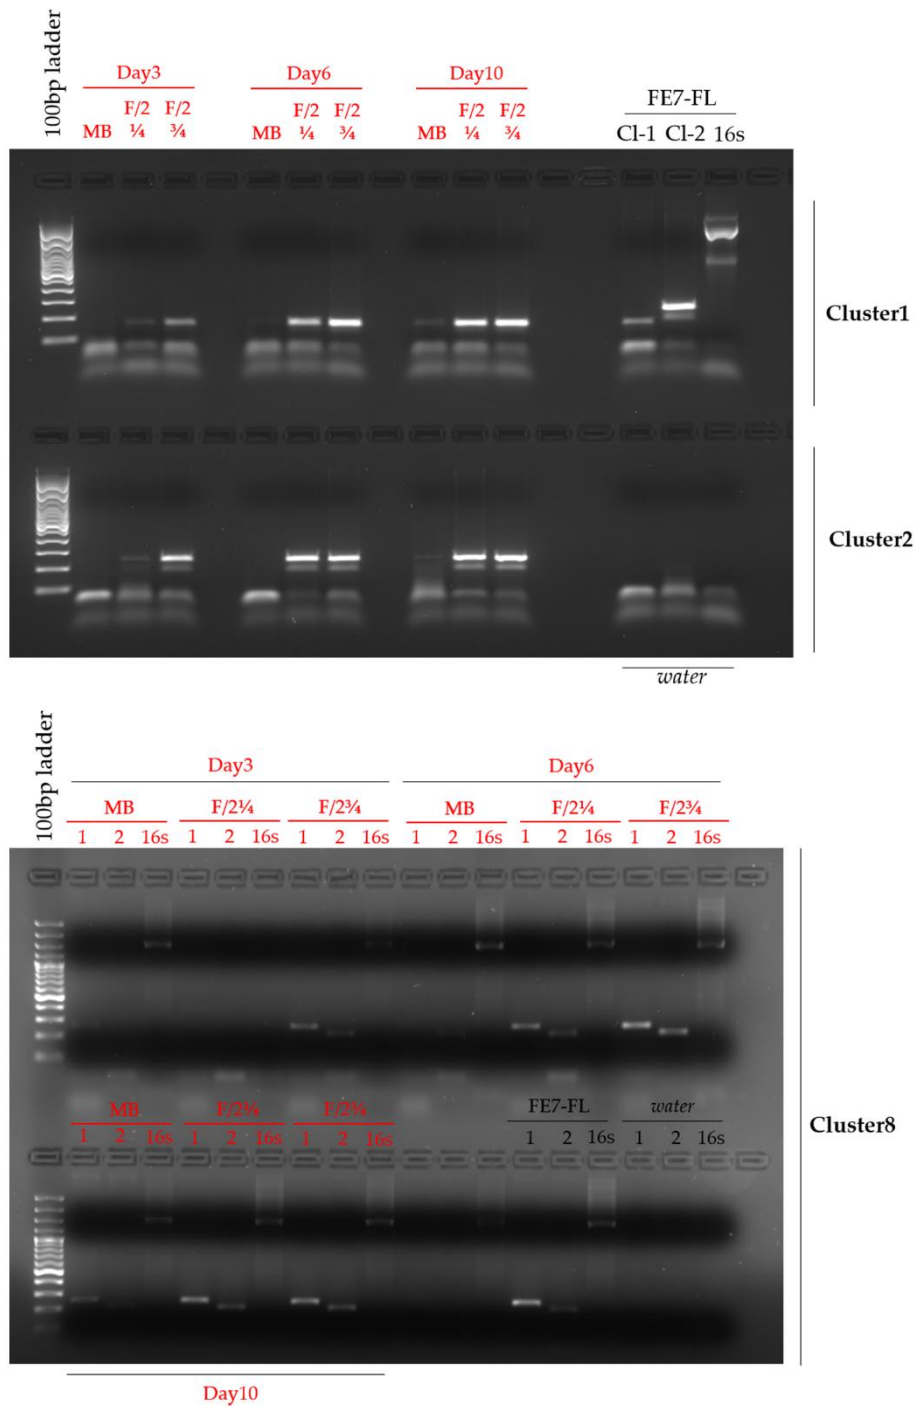 100bp ladder
Day3 Day6 Day10
FE7-FL
F/2 F/2 F/2 F/2 F/2 F/2
MB ¼ ¾ MB ¼ ¾ MB ¼ ¾ Cl-1 Cl-2 16s
Cluster1
Cluster2
water
100bp ladder
Day3 Day6
MB F/2¼ F/2¾ MB F/2¼ F/2¾
1 2 16s 1 2 16s 1 2 16s 1 2 16s 1 2 16s 1 2 16s
MB F/2¼ F/2¾ FE7-FL water
1 2 16s 1 2 16s 1 2 16s 1 2 16s 1 2 16s
Cluster8
Day10